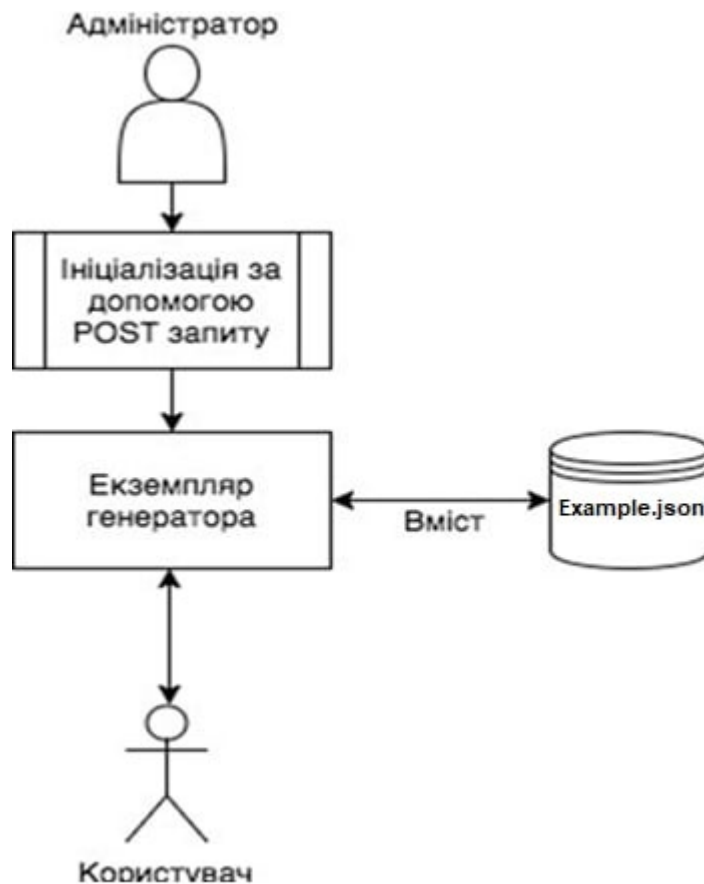 Адміністратор
Ініціалізація за
допомогою
POST запиту
Екземпляр
генератора
Вміст
Example.json
Користувач